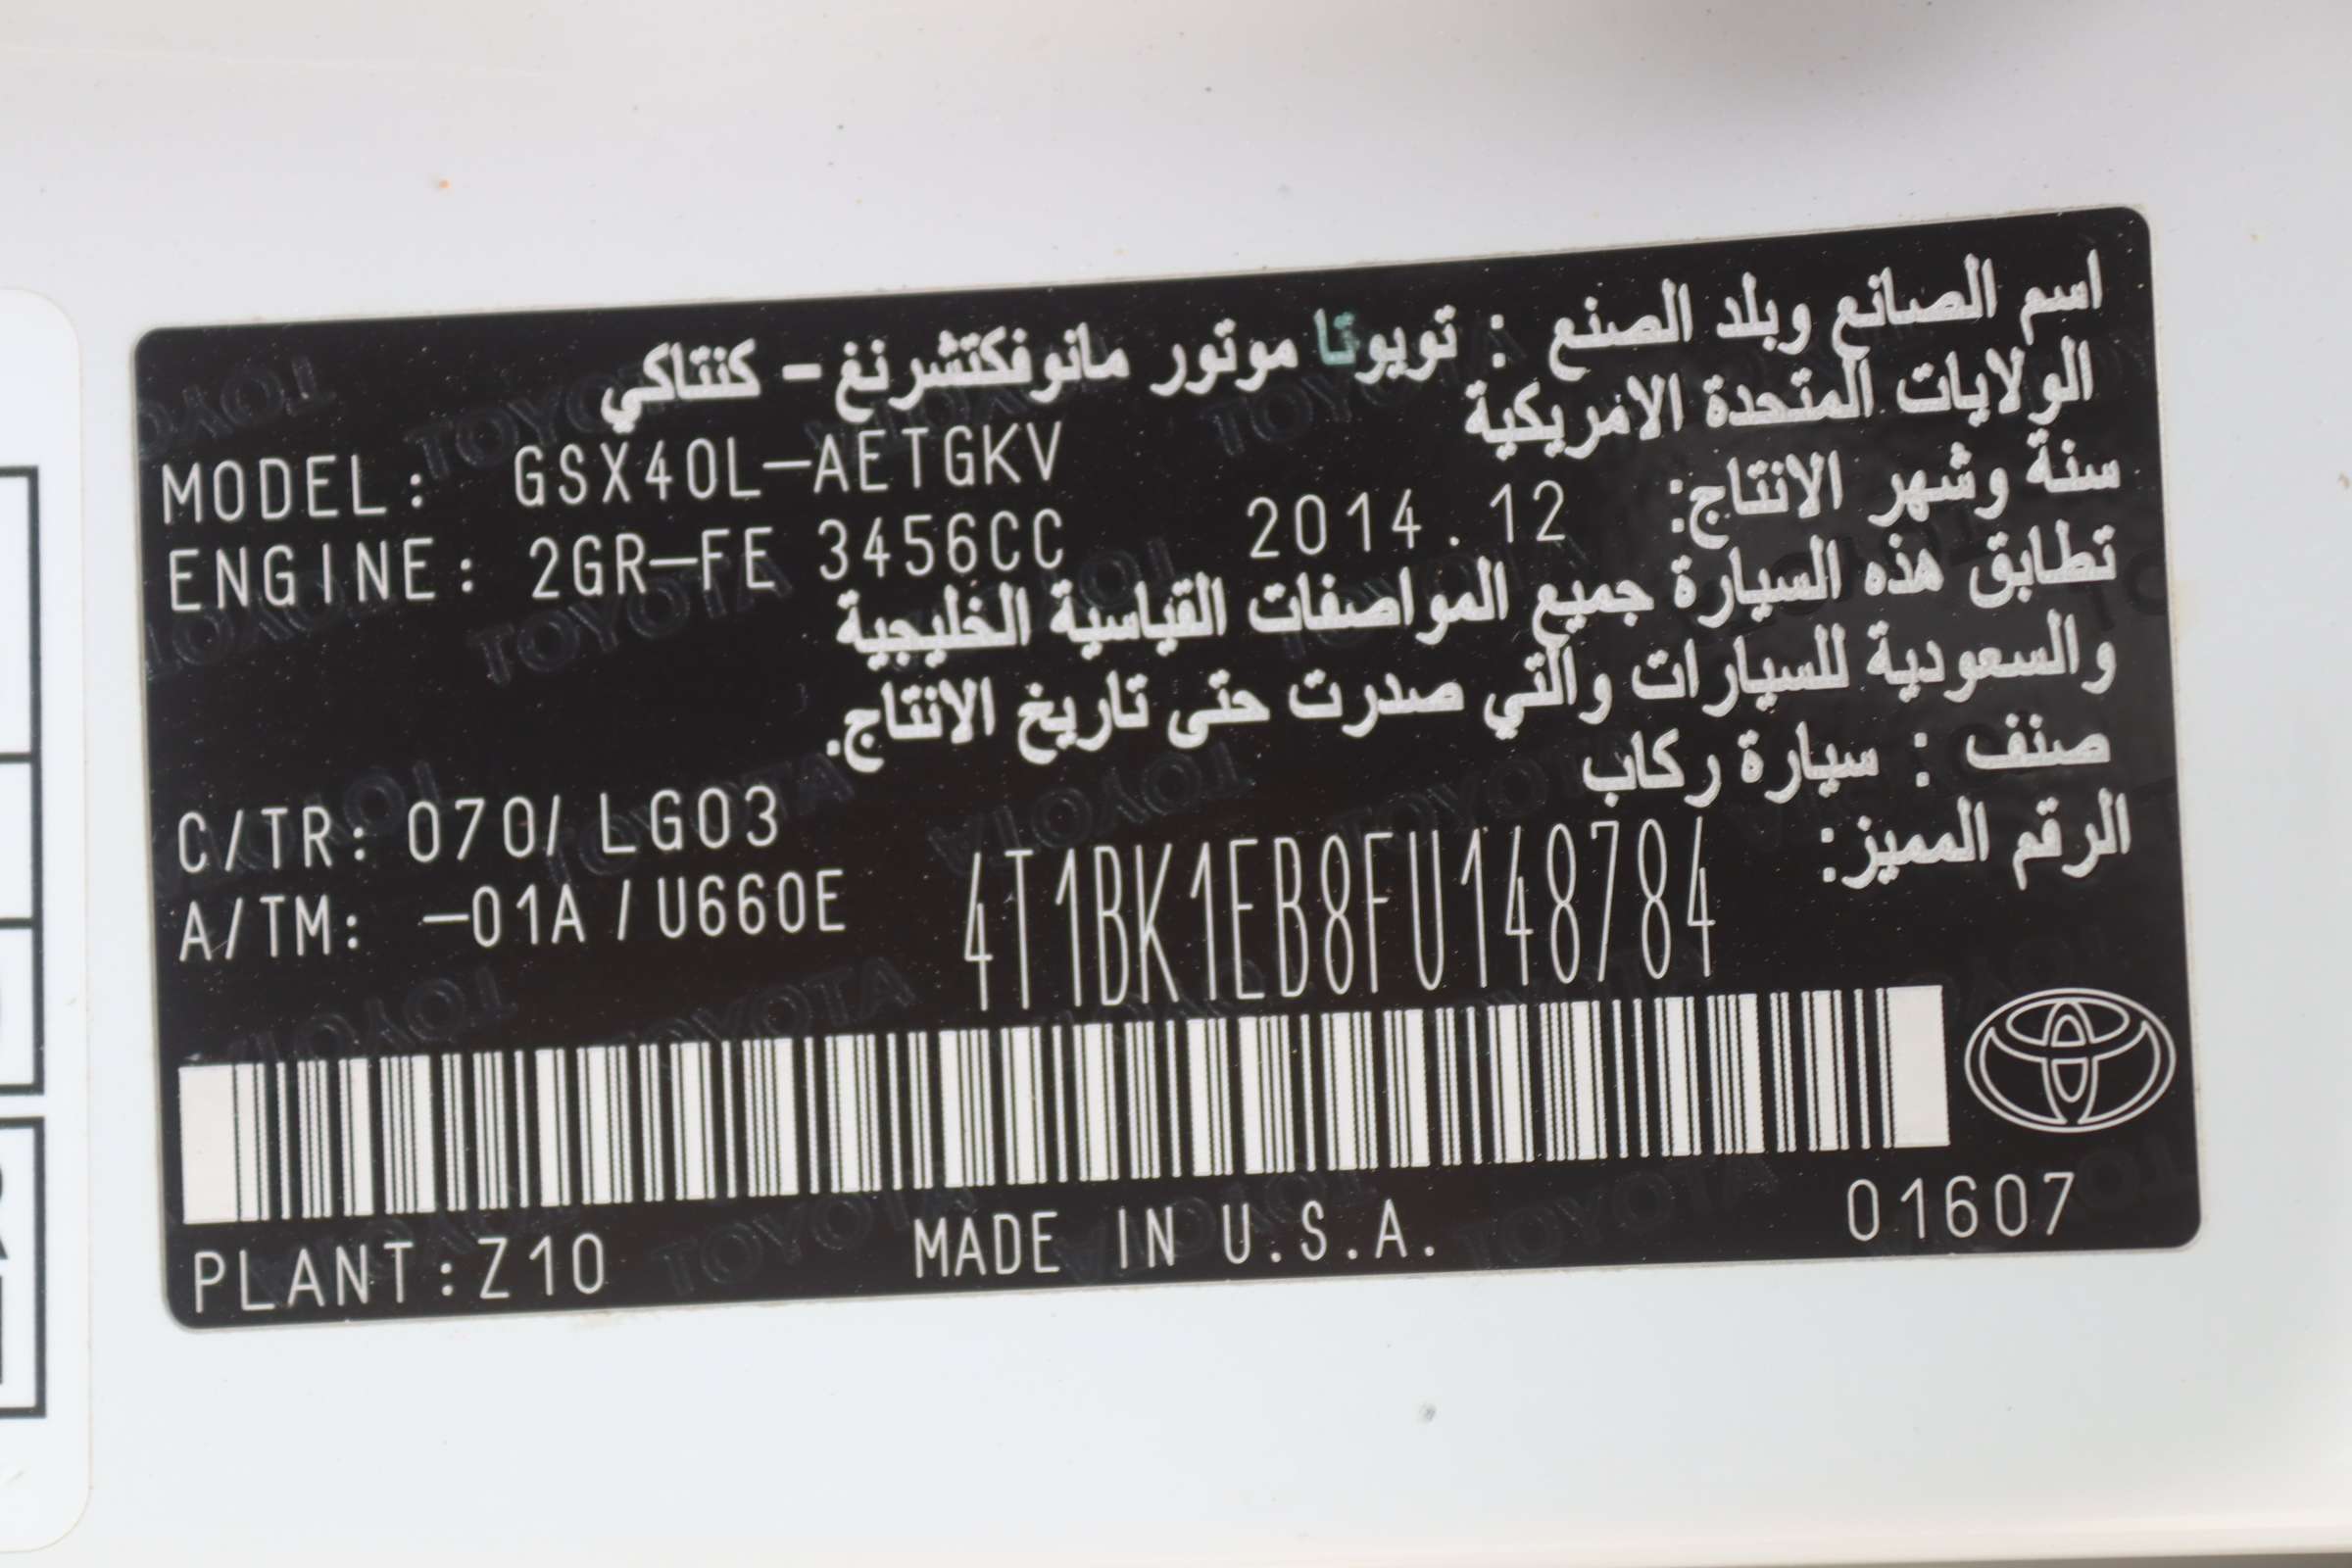 اسم الصانع وبلد الصنع : تويوتا موتور مانوفكتشرنغ - كنتاكي
الولايات المتحدة الامريكية
MODEL: GSX40L-AETGKV
سنة وشهر الانتاج: 2014.12
ENGINE: 2GR-FE 3456CC
تطابق هذه السيارة جميع المواصفات القياسية الخليجية
والسعودية للسيارات والتي صدرت حتى تاريخ الانتاج.
صنف : سيارة ركاب
C/TR: 070/ LG03
الرقم المميز: 4T1BK1EB8FU148784
A/TM: -01A / U660E
PLANT:Z10 MADE IN U.S.A. 01607